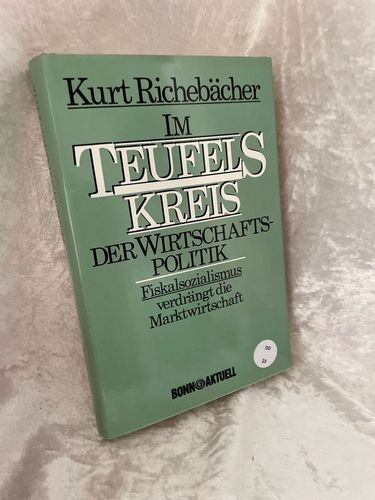 Kurt Richebächer
IM
TEUFELS
KREIS
DER WIRTSCHAFTS-
POLITIK
Fiskalsozialismus
verdrängt die
Marktwirtschaft
BONN AKTUELL